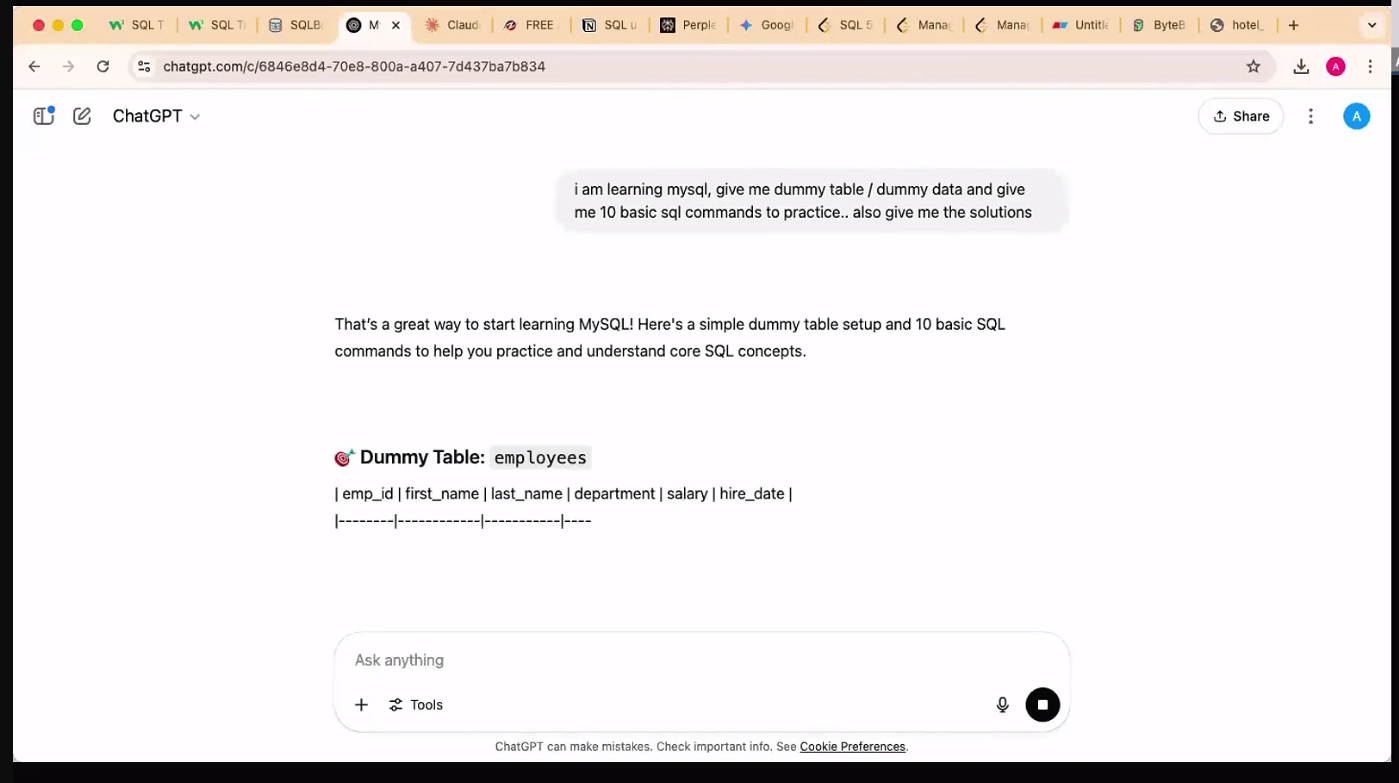 SQL T
SQL Tu
SQLBo
M
Claud
FREE
SQL u
Perple
Googl
SQL 5
Manag
Manag
Untitle
ByteB
hotel_
chatgpt.com/c/6846e8d4-70e8-800a-a407-7d437ba7b834
A
ChatGPT
Share
A
i am learning mysql, give me dummy table / dummy data and give
me 10 basic sql commands to practice.. also give me the solutions
That's a great way to start learning MySQL! Here's a simple dummy table setup and 10 basic SQL
commands to help you practice and understand core SQL concepts.
🎯 Dummy Table: employees
| emp_id | first_name | last_name | department | salary | hire_date |
|--------|------------|-----------|----
Ask anything
Tools
ChatGPT can make mistakes. Check important info. See Cookie Preferences.